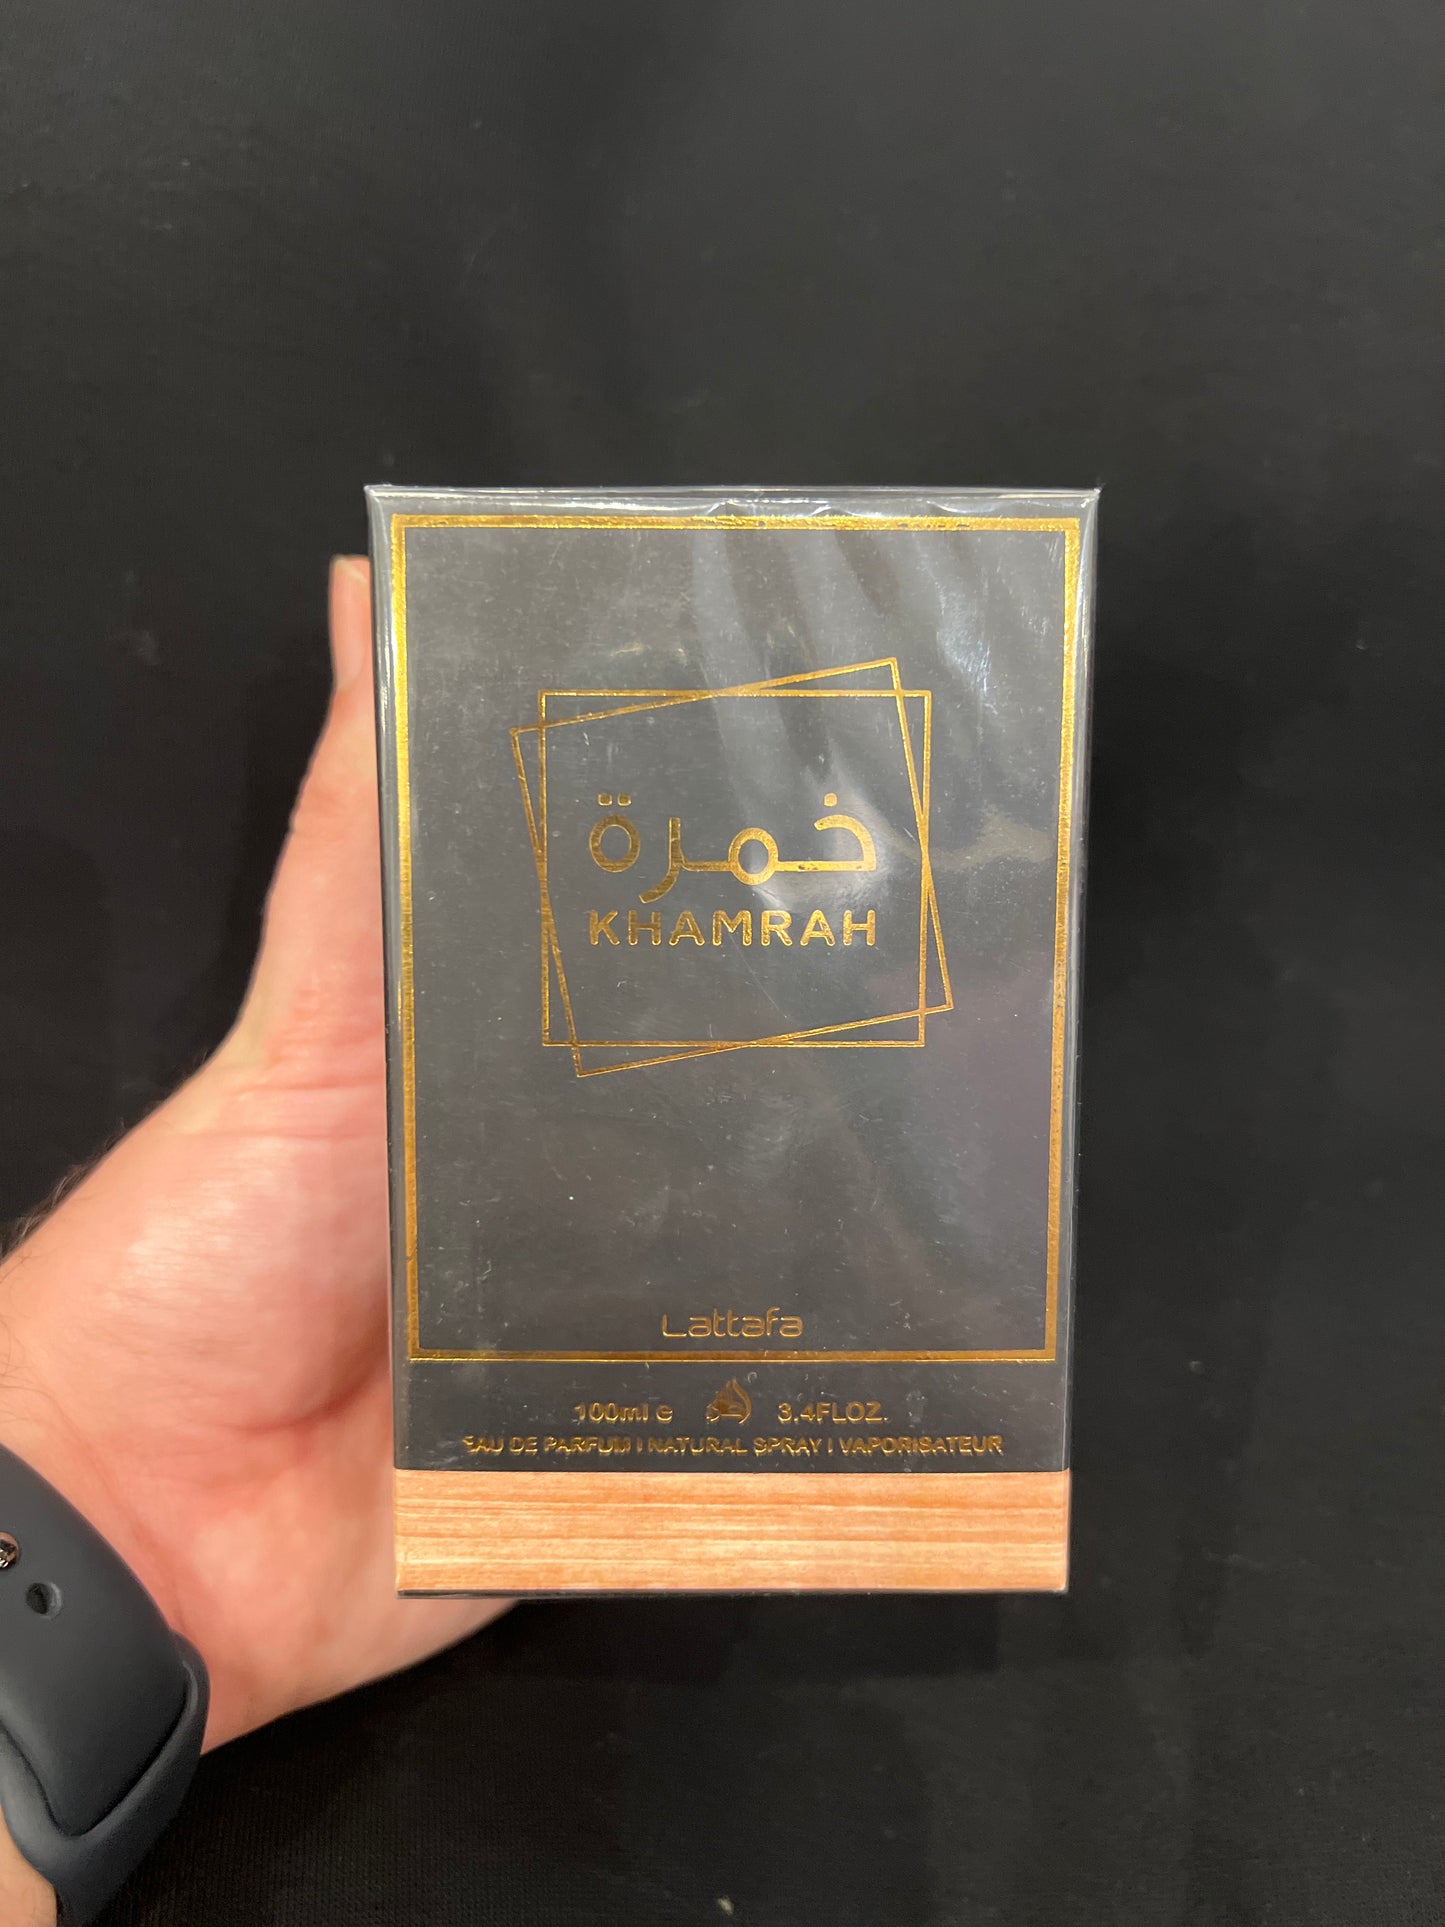 خمرة
KHAMRAH
Lattafa
100ml e 3.4FLOZ.
EAU DE PARFUM | NATURAL SPRAY | VAPORISATEUR